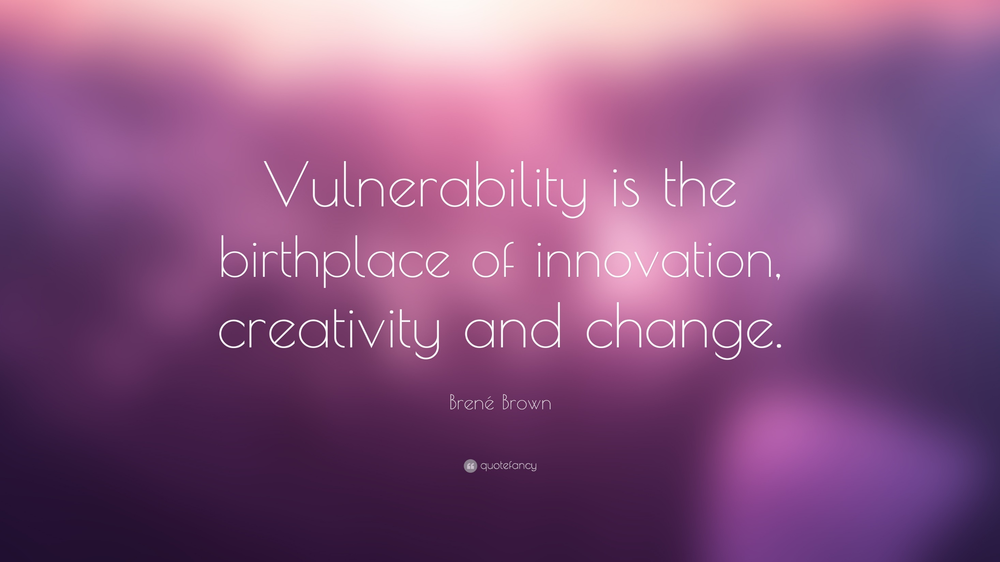 Vulnerability is the
birthplace of innovation,
creativity and change.
Brené Brown
quotefancy